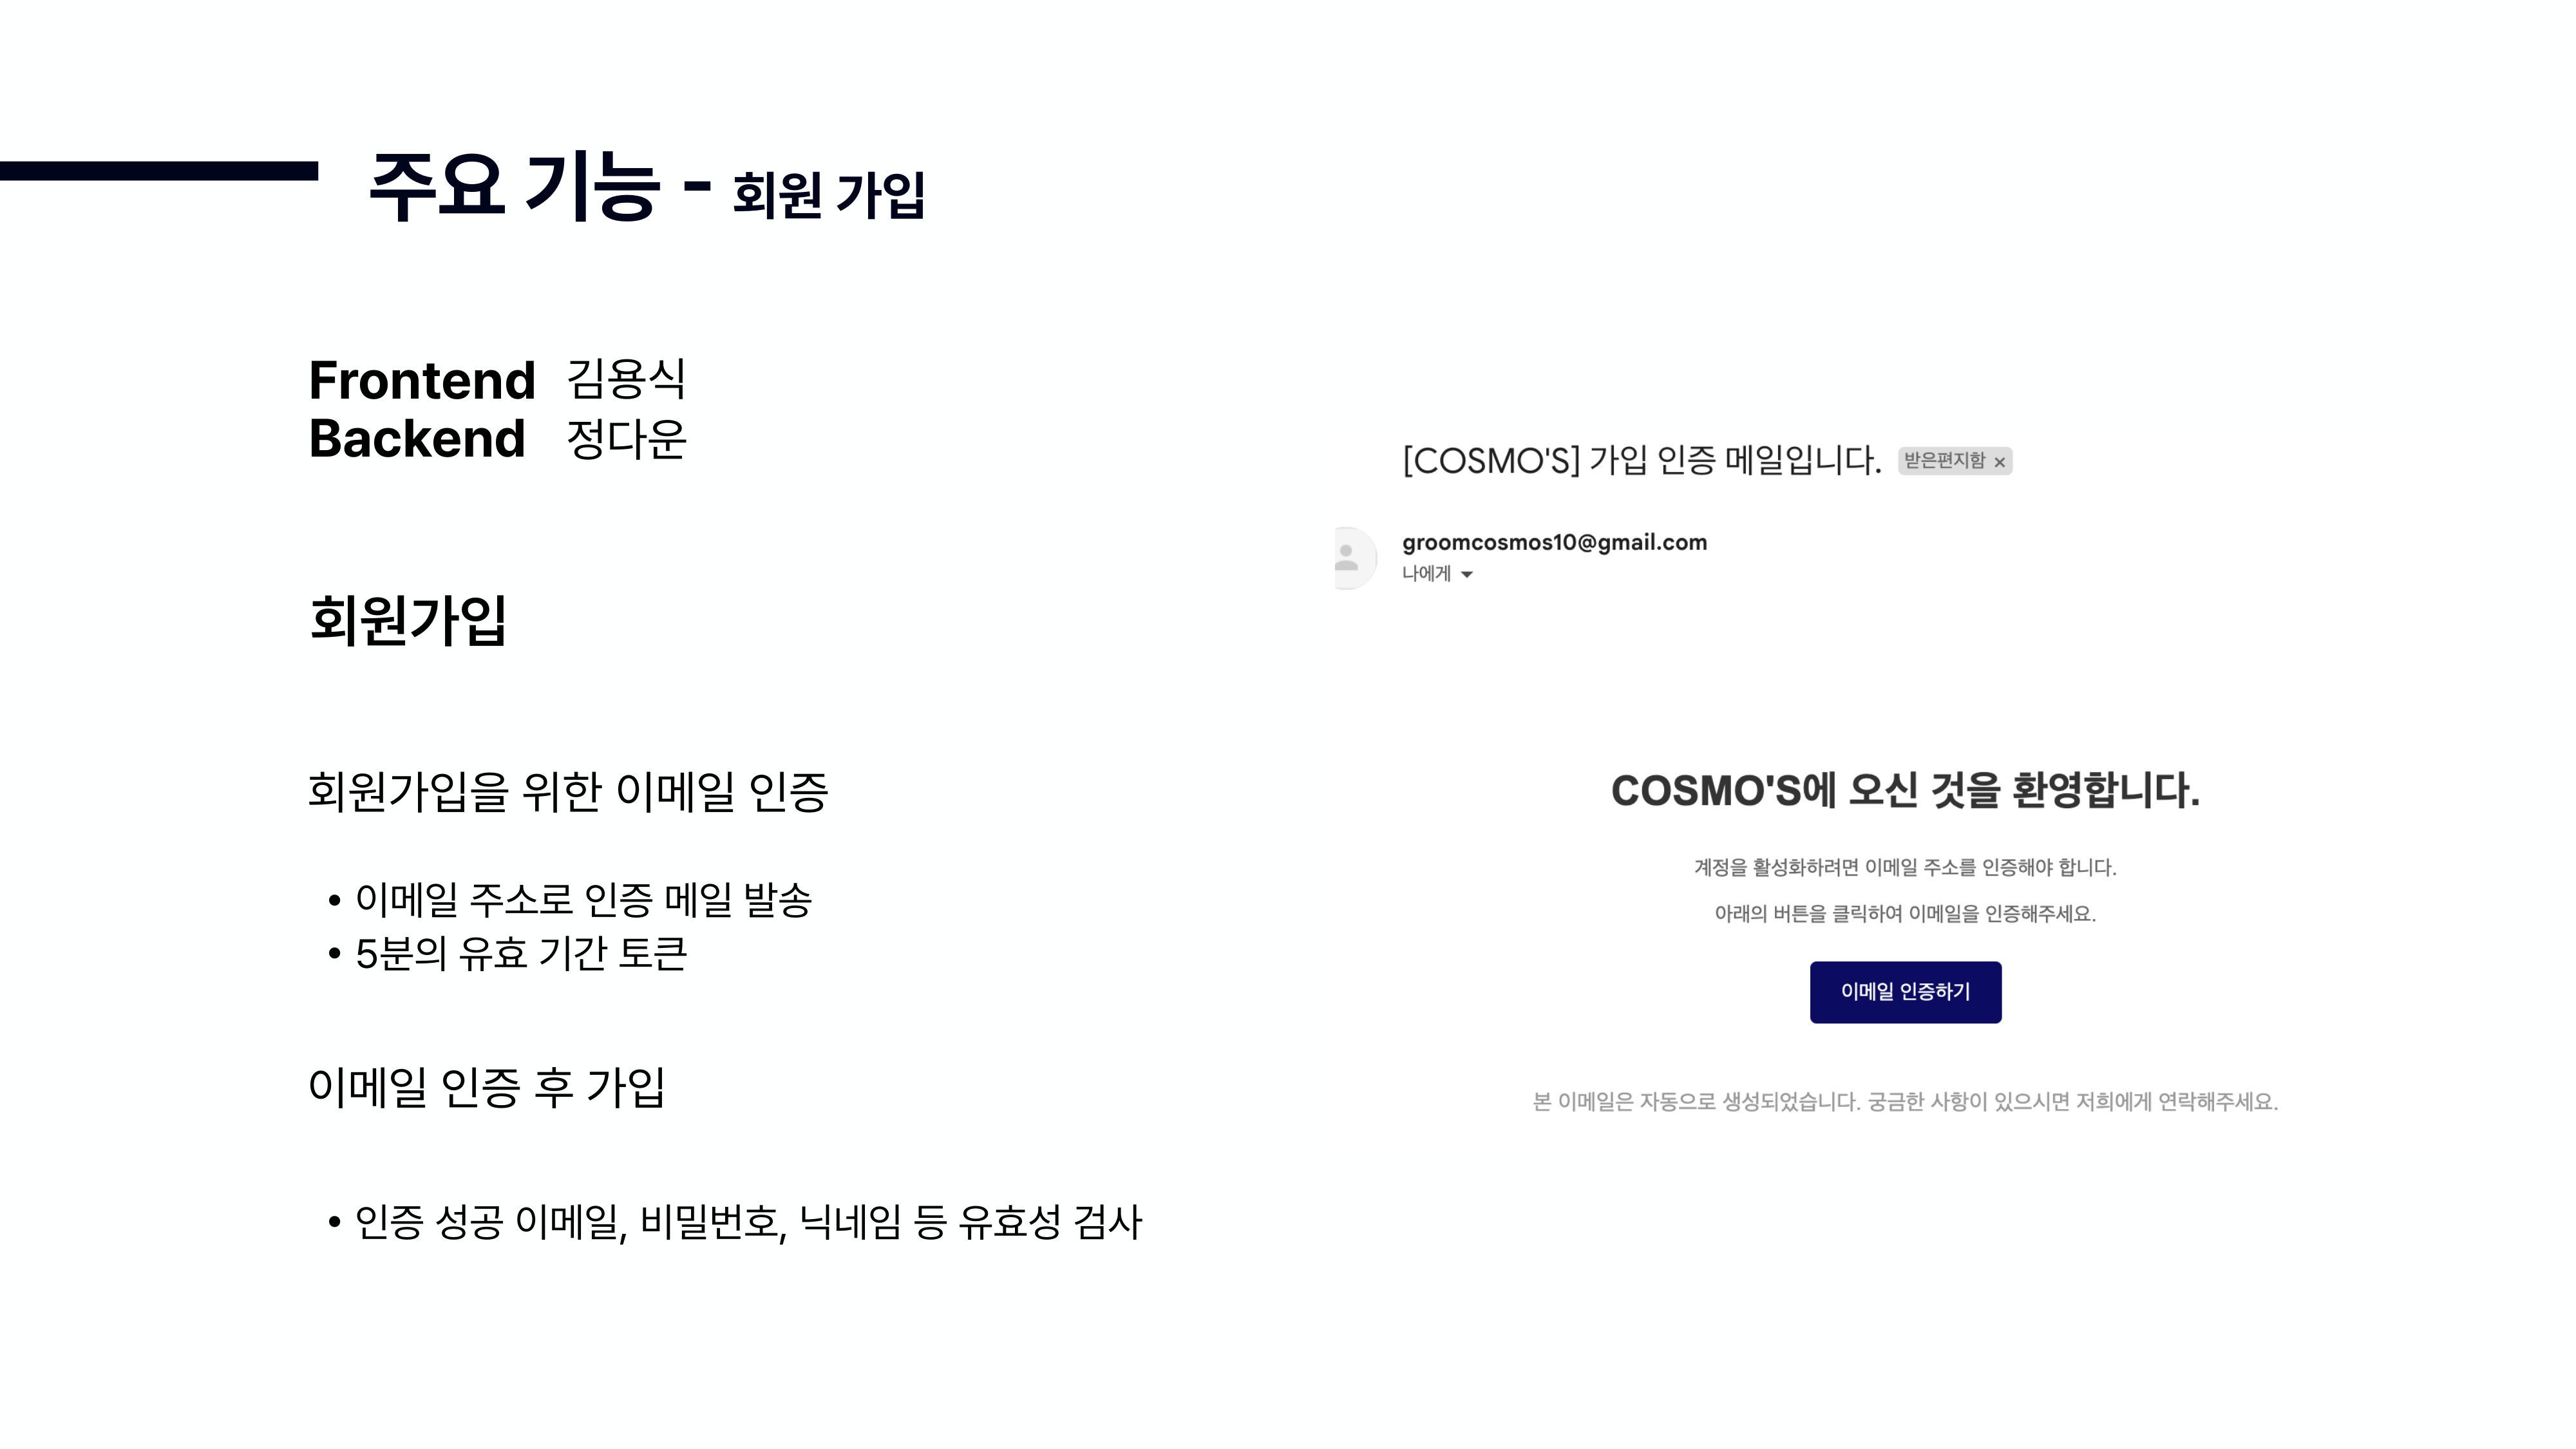 주요 기능 - 회원 가입
Frontend 김용식
Backend 정다운
회원가입
회원가입을 위한 이메일 인증
• 이메일 주소로 인증 메일 발송
• 5분의 유효 기간 토큰
이메일 인증 후 가입
• 인증 성공 이메일, 비밀번호, 닉네임 등 유효성 검사
[COSMO'S] 가입 인증 메일입니다. 받은편지함 ×
groomcosmos10@gmail.com
나에게
COSMO'S에 오신 것을 환영합니다.
계정을 활성화하려면 이메일 주소를 인증해야 합니다.
아래의 버튼을 클릭하여 이메일을 인증해주세요.
이메일 인증하기
본 이메일은 자동으로 생성되었습니다. 궁금한 사항이 있으시면 저희에게 연락해주세요.